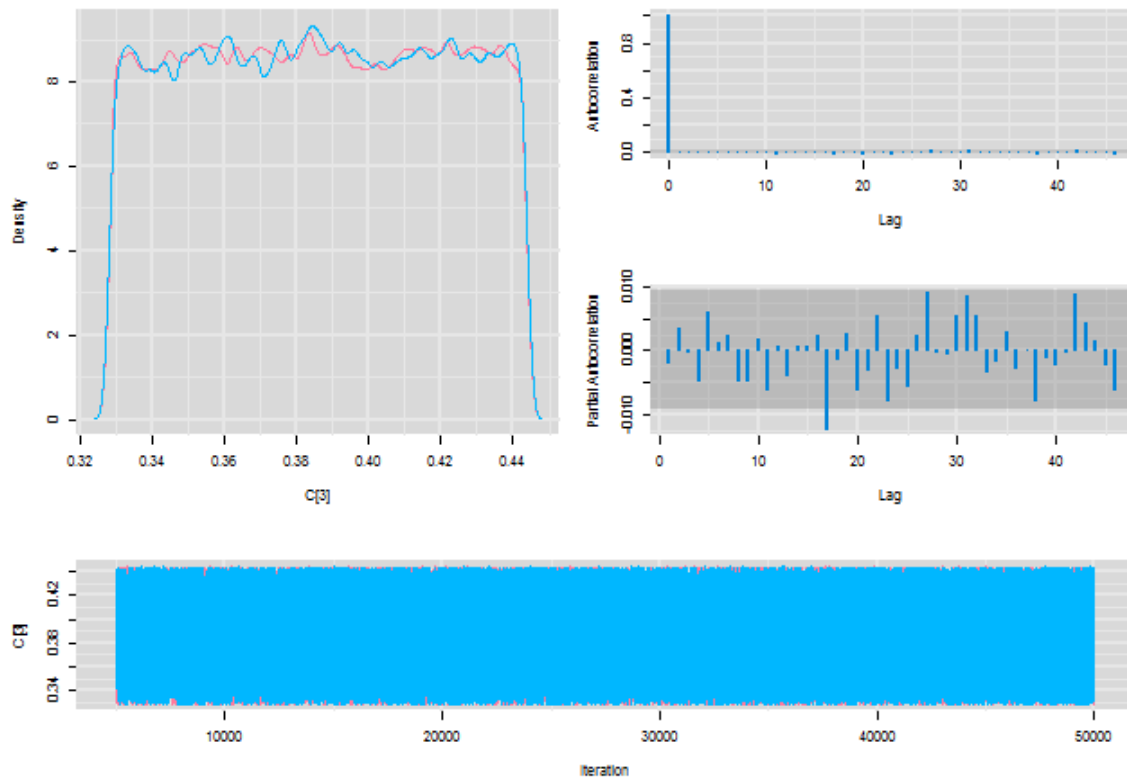 Density
8
6
4
2
0
0.32 0.34 0.36 0.38 0.40 0.42 0.44
C[3]
Autocorrelation
0.8
0.4
0.0
0 10 20 30 40
Lag
Partial Autocorrelation
0.010
0.000
-0.010
0 10 20 30 40
Lag
C[3]
0.42
0.38
0.34
10000 20000 30000 40000 50000
Iteration